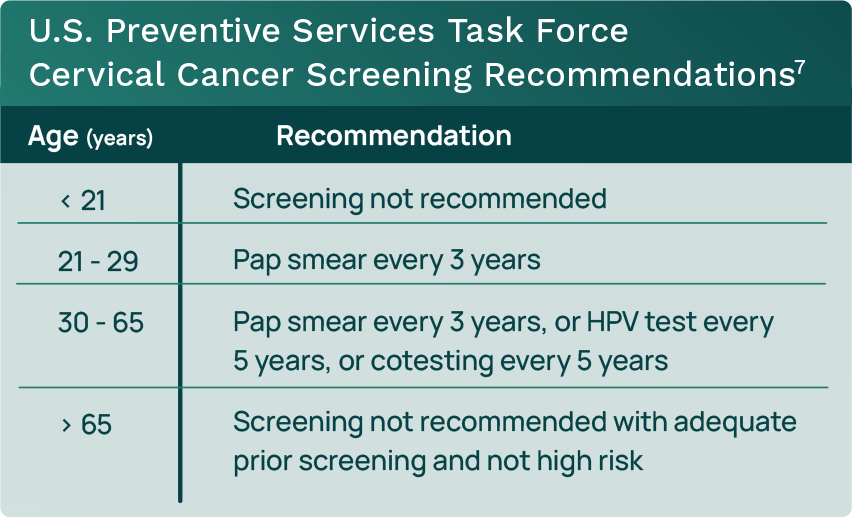 U.S. Preventive Services Task Force
Cervical Cancer Screening Recommendations⁷
Age (years) Recommendation
< 21 Screening not recommended
21 - 29 Pap smear every 3 years
30 - 65 Pap smear every 3 years, or HPV test every
5 years, or cotesting every 5 years
> 65 Screening not recommended with adequate
prior screening and not high risk